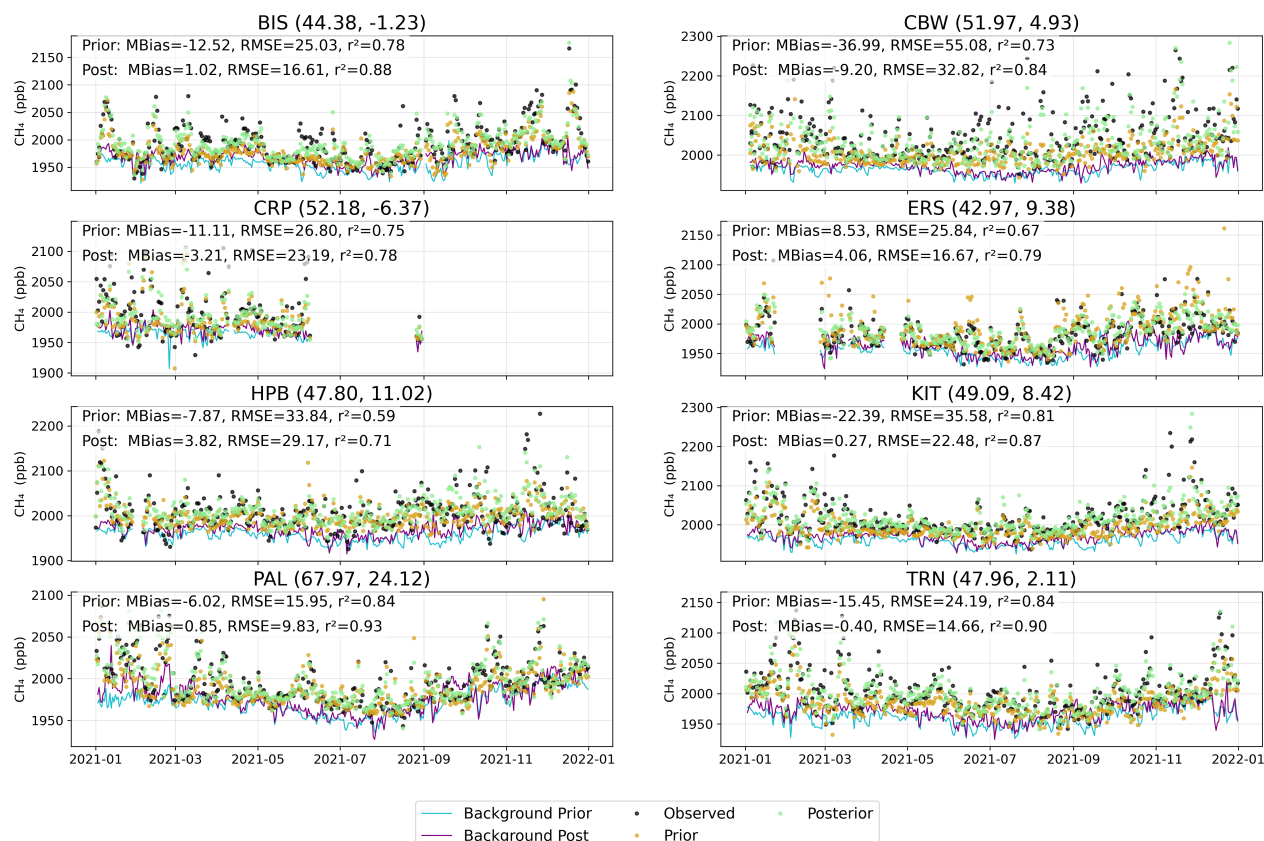 BIS (44.38, -1.23)
Prior: MBias=-12.52, RMSE=25.03, r²=0.78
Post: MBias=1.02, RMSE=16.61, r²=0.88
CH₄ (ppb)
2150
2100
2050
2000
1950
CBW (51.97, 4.93)
Prior: MBias=-36.99, RMSE=55.08, r²=0.73
Post: MBias=-9.20, RMSE=32.82, r²=0.84
CH₄ (ppb)
2300
2200
2100
2000
CRP (52.18, -6.37)
Prior: MBias=-11.11, RMSE=26.80, r²=0.75
Post: MBias=-3.21, RMSE=23.19, r²=0.78
CH₄ (ppb)
2100
2050
2000
1950
1900
ERS (42.97, 9.38)
Prior: MBias=8.53, RMSE=25.84, r²=0.67
Post: MBias=4.06, RMSE=16.67, r²=0.79
CH₄ (ppb)
2150
2100
2050
2000
1950
HPB (47.80, 11.02)
Prior: MBias=-7.87, RMSE=33.84, r²=0.59
Post: MBias=3.82, RMSE=29.17, r²=0.71
CH₄ (ppb)
2200
2100
2000
1900
KIT (49.09, 8.42)
Prior: MBias=-22.39, RMSE=35.58, r²=0.81
Post: MBias=0.27, RMSE=22.48, r²=0.87
CH₄ (ppb)
2300
2200
2100
2000
PAL (67.97, 24.12)
Prior: MBias=-6.02, RMSE=15.95, r²=0.84
Post: MBias=0.85, RMSE=9.83, r²=0.93
CH₄ (ppb)
2100
2050
2000
1950
2021-01 2021-03 2021-05 2021-07 2021-09 2021-11 2022-01
TRN (47.96, 2.11)
Prior: MBias=-15.45, RMSE=24.19, r²=0.84
Post: MBias=-0.40, RMSE=14.66, r²=0.90
CH₄ (ppb)
2150
2100
2050
2000
1950
2021-01 2021-03 2021-05 2021-07 2021-09 2021-11 2022-01
Background Prior Observed Posterior
Background Post Prior